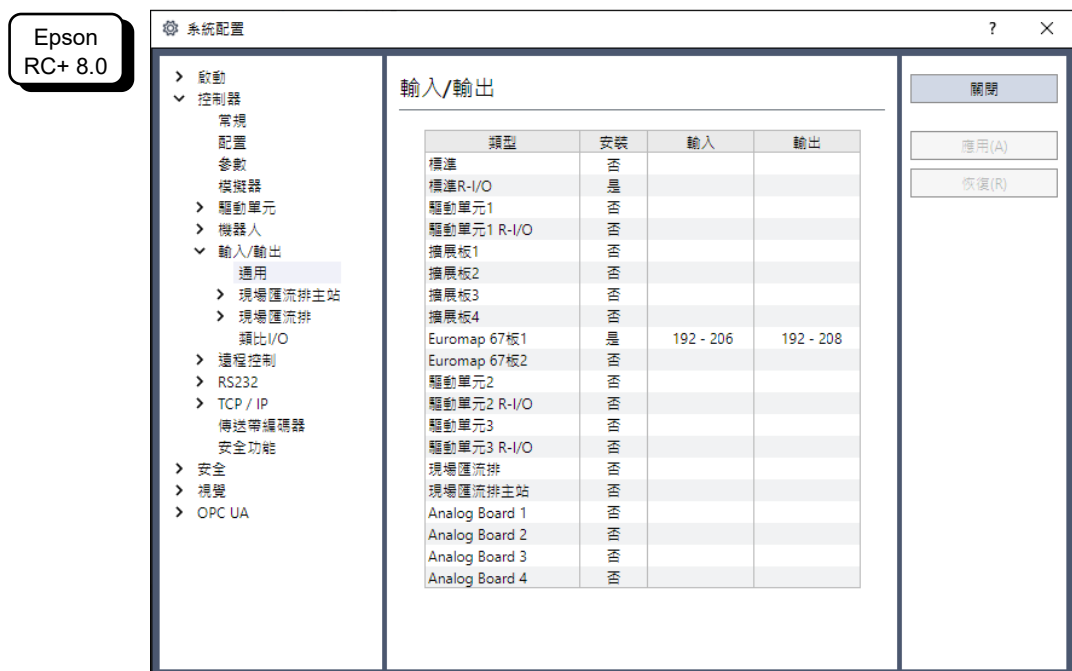 Epson
RC+ 8.0
系統配置
?
啟動
控制器
常規
配置
參數
模擬器
驅動單元
機器人
輸入/輸出
通用
現場匯流排主站
現場匯流排
類比I/O
遠程控制
RS232
TCP / IP
傳送帶編碼器
安全功能
安全
視覺
OPC UA
輸入/輸出
類型 安裝 輸入 輸出
標準 否
標準R-I/O 是
驅動單元1 否
驅動單元1 R-I/O 否
擴展板1 否
擴展板2 否
擴展板3 否
擴展板4 否
Euromap 67板1 是 192 - 206 192 - 208
Euromap 67板2 否
驅動單元2 否
驅動單元2 R-I/O 否
驅動單元3 否
驅動單元3 R-I/O 否
現場匯流排 否
現場匯流排主站 否
Analog Board 1 否
Analog Board 2 否
Analog Board 3 否
Analog Board 4 否
關閉
應用(A)
恢復(R)